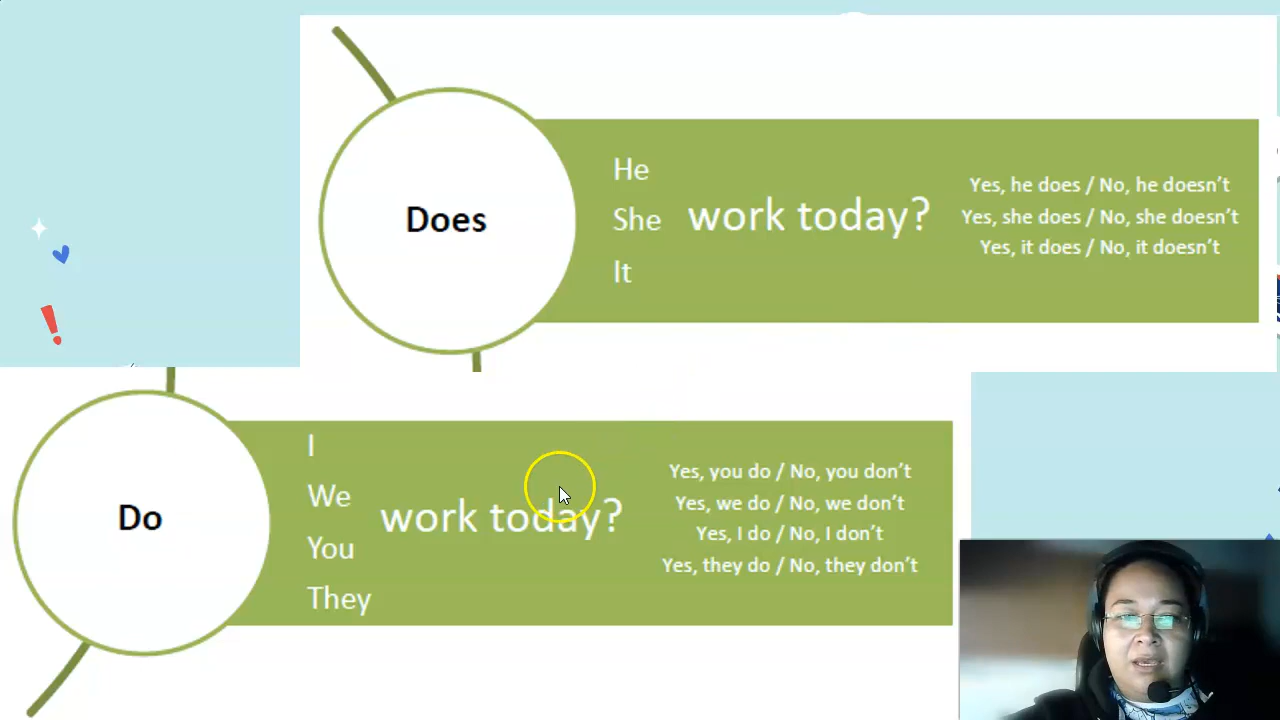 Does
He
She
It
work today?
Yes, he does / No, he doesn't
Yes, she does / No, she doesn't
Yes, it does / No, it doesn't
Do
I
We
You
They
work today?
Yes, you do / No, you don't
Yes, we do / No, we don't
Yes, I do / No, I don't
Yes, they do / No, they don't